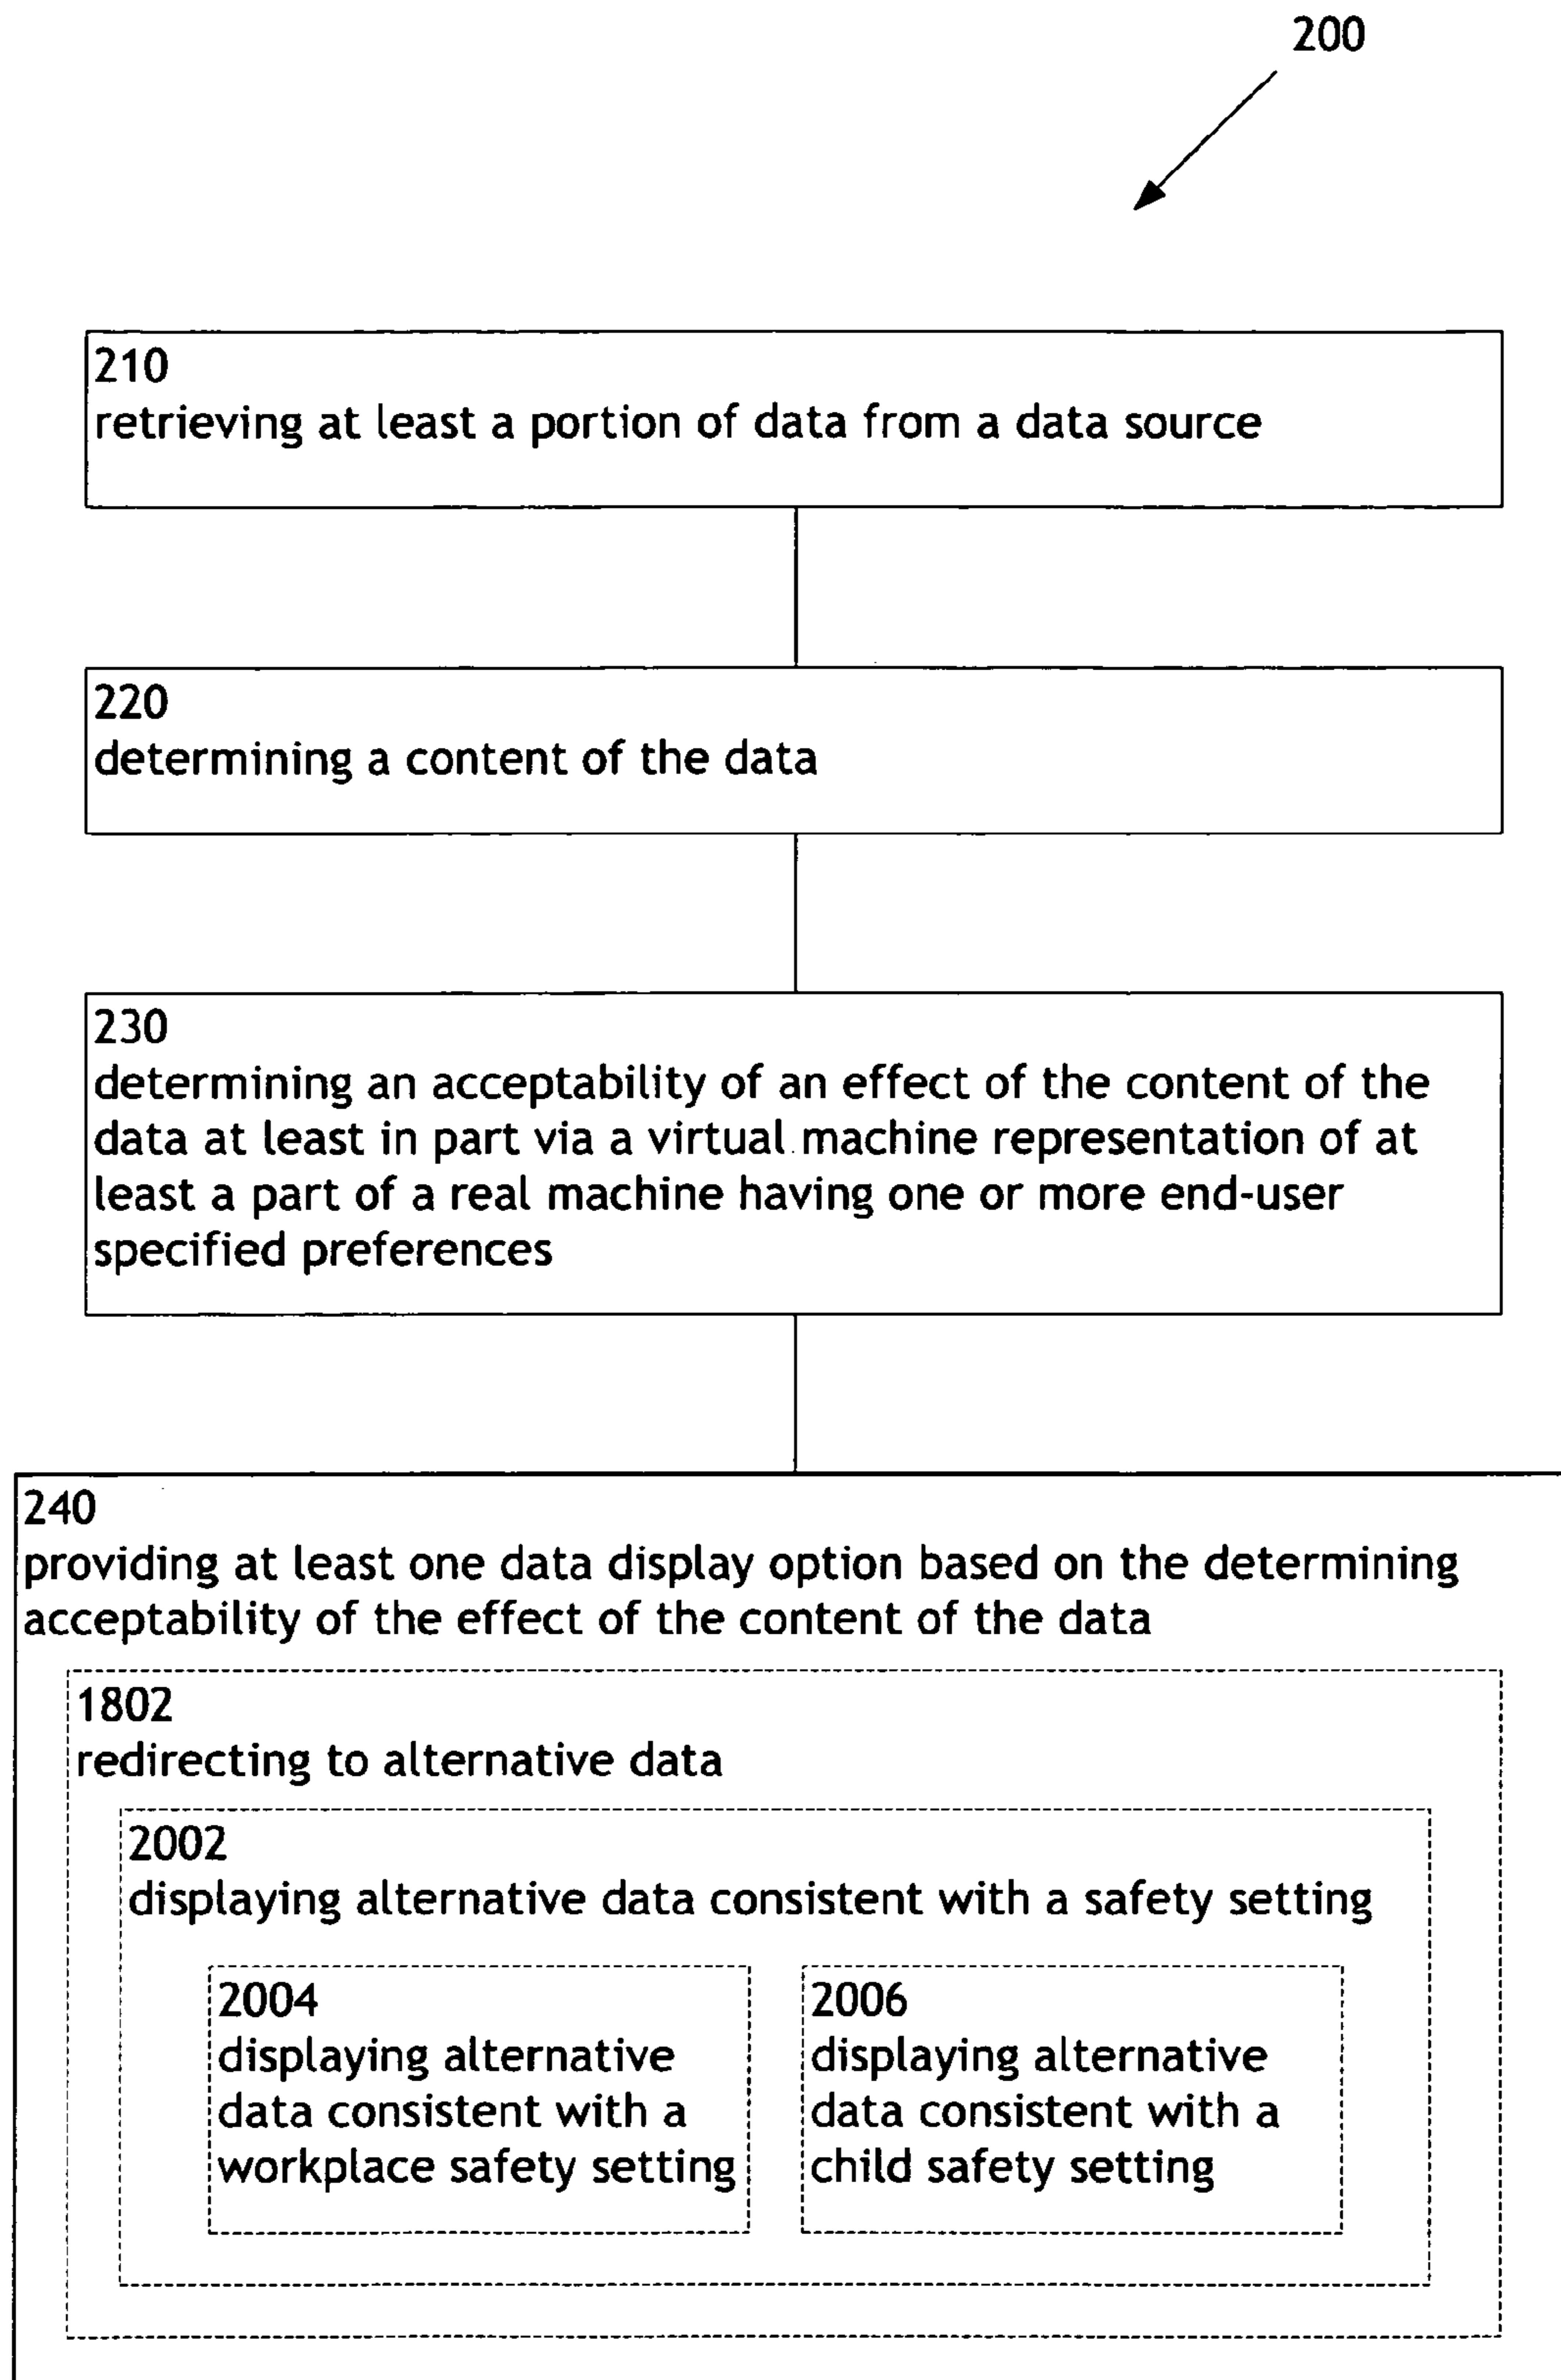 200
210
retrieving at least a portion of data from a data source
220
determining a content of the data
230
determining an acceptability of an effect of the content of the
data at least in part via a virtual machine representation of at
least a part of a real machine having one or more end-user
specified preferences
240
providing at least one data display option based on the determining
acceptability of the effect of the content of the data
1802
redirecting to alternative data
2002
displaying alternative data consistent with a safety setting
2004
displaying alternative
data consistent with a
workplace safety setting
2006
displaying alternative
data consistent with a
child safety setting